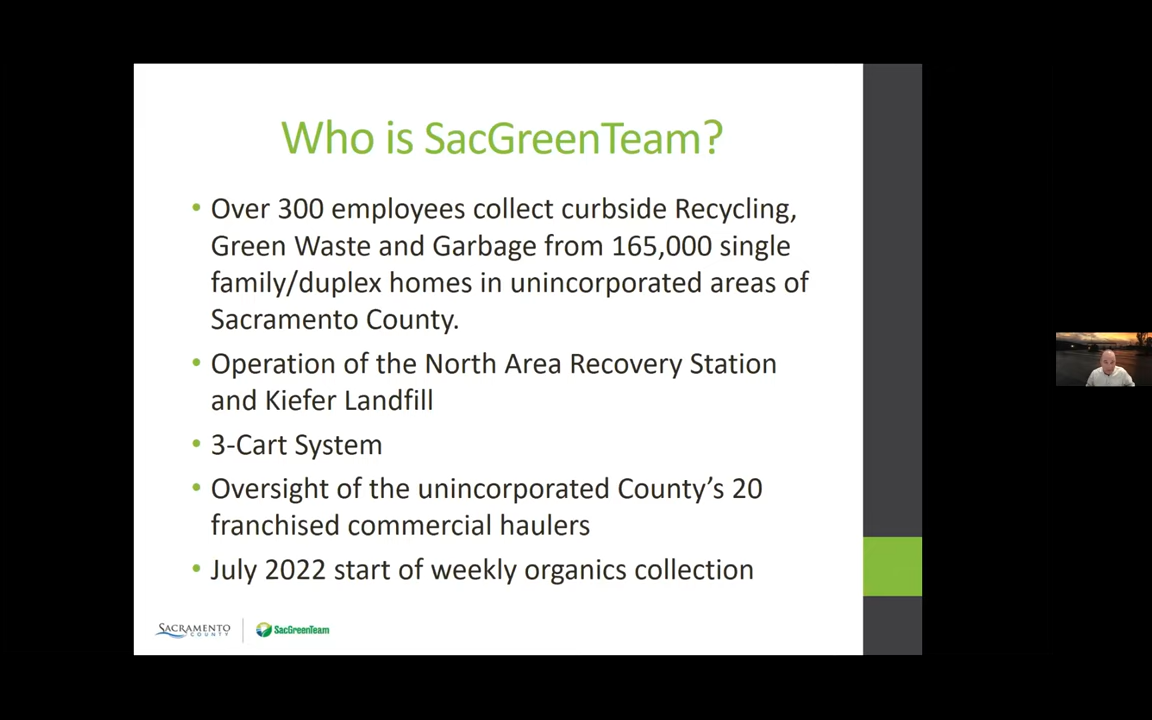 Who is SacGreenTeam?
• Over 300 employees collect curbside Recycling,
Green Waste and Garbage from 165,000 single
family/duplex homes in unincorporated areas of
Sacramento County.
• Operation of the North Area Recovery Station
and Kiefer Landfill
• 3-Cart System
• Oversight of the unincorporated County’s 20
franchised commercial haulers
• July 2022 start of weekly organics collection
SACRAMENTO
COUNTY
SacGreenTeam